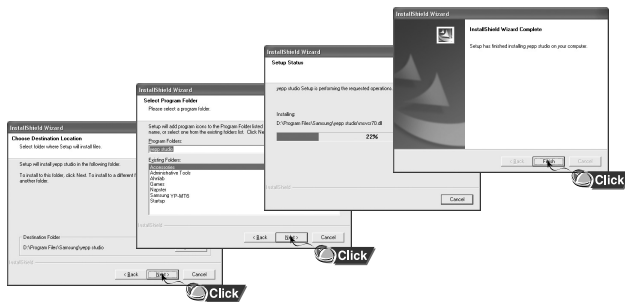 InstallShield Wizard
Choose Destination Location
Select folder where Setup will install files.
Setup will install yepp studio in the following folder.
To install to this folder, click Next. To install to a different f
another folder.
Destination Folder
D:\Program Files\Samsung\yepp studio
InstallShield
< Back
Next >
Cancel
Click
InstallShield Wizard
Select Program Folder
Please select a program folder.
Setup will add program icons to the Program Folder listed
name, or select one from the existing folders list. Click Ne
Program Folders:
yepp studio
Existing Folders:
Accessories
Administrative Tools
Ahnlab
Games
Napster
Samsung YP-MT6
Startup
InstallShield
< Back
Next >
Cancel
Click
InstallShield Wizard
Setup Status
yepp studio Setup is performing the requested operations.
Installing:
D:\Program Files\Samsung\yepp studio\msvcr70.dll
22%
InstallShield
Cancel
InstallShield Wizard
InstallShield Wizard Complete
Setup has finished installing yepp studio on your computer.
< Back
Finish
Cancel
Click